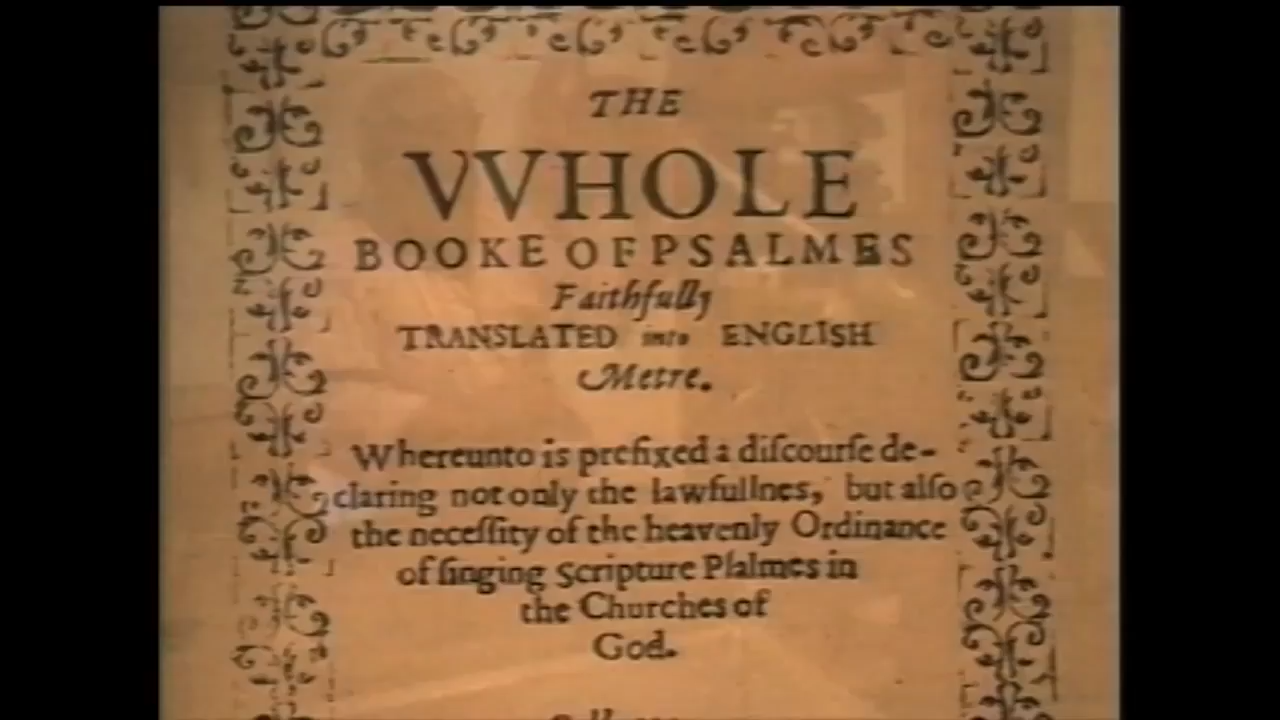 THE
VVHOLE
BOOKE OF PSALMES
Faithfully
TRANSLATED into ENGLISH
Metre.
Whereunto is prefixed a diſcourſe de-
claring not only the lawfullnes, but alſo
the neceſſity of the heavenly Ordinance
of ſinging Scripture Pſalmes in
the Churches of
God.